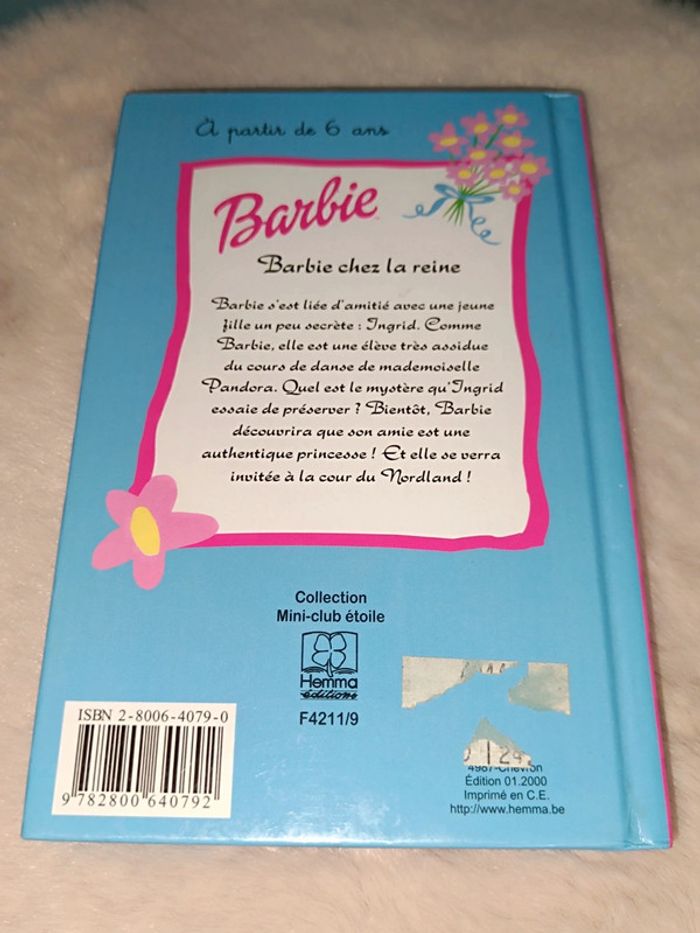 À partir de 6 ans
Barbie
Barbie chez la reine
Barbie s'est liée d'amitié avec une jeune
fille un peu secrète : Ingrid. Comme
Barbie, elle est une élève très assidue
du cours de danse de mademoiselle
Pandora. Quel est le mystère qu'Ingrid
essaie de préserver ? Bientôt, Barbie
découvrira que son amie est une
authentique princesse ! Et elle se verra
invitée à la cour du Nordland !
Collection
Mini-club étoile
Hemma
éditions
F4211/9
ISBN 2-8006-4079-0
9 782800 640792
4987-Chevron
Édition 01.2000
Imprimé en C.E.
http://www.hemma.be